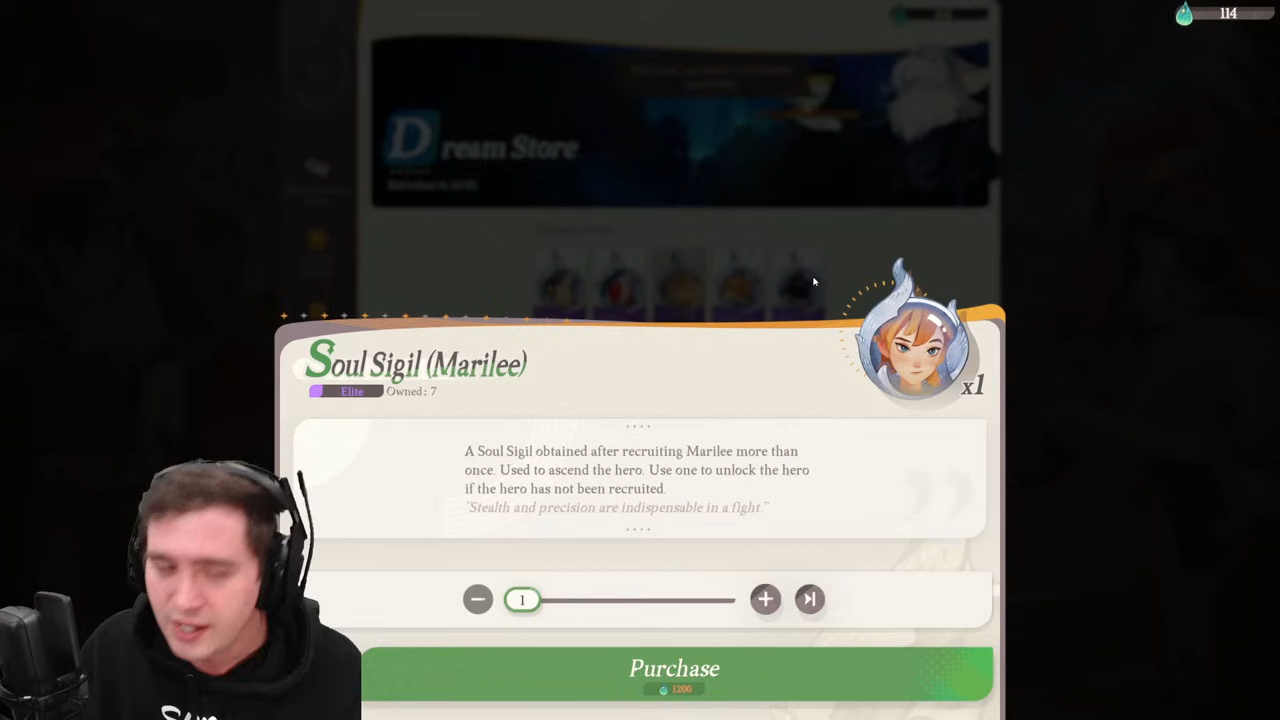 114
Dream Store
Soul Sigil (Marilee)
Elite
Owned: 7
x1
A Soul Sigil obtained after recruiting Marilee more than
once. Used to ascend the hero. Use one to unlock the hero
if the hero has not been recruited.
"Stealth and precision are indispensable in a fight."
1
Purchase
1200